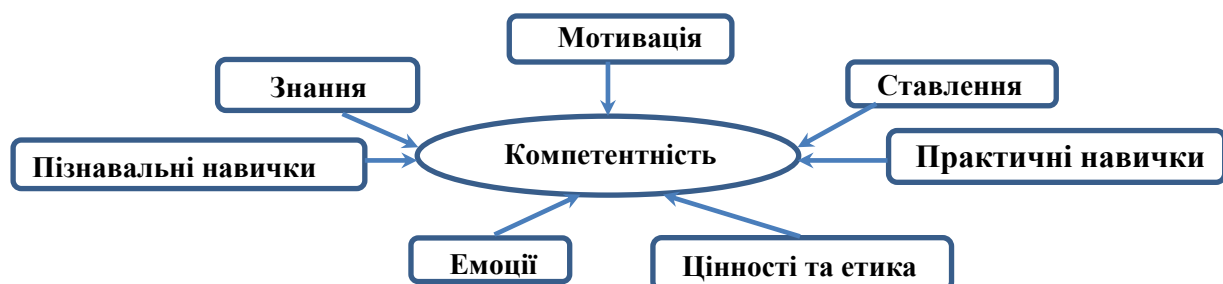 Мотивація
Знання
Ставлення
Пізнавальні навички
Компетентність
Практичні навички
Емоції
Цінності та етика